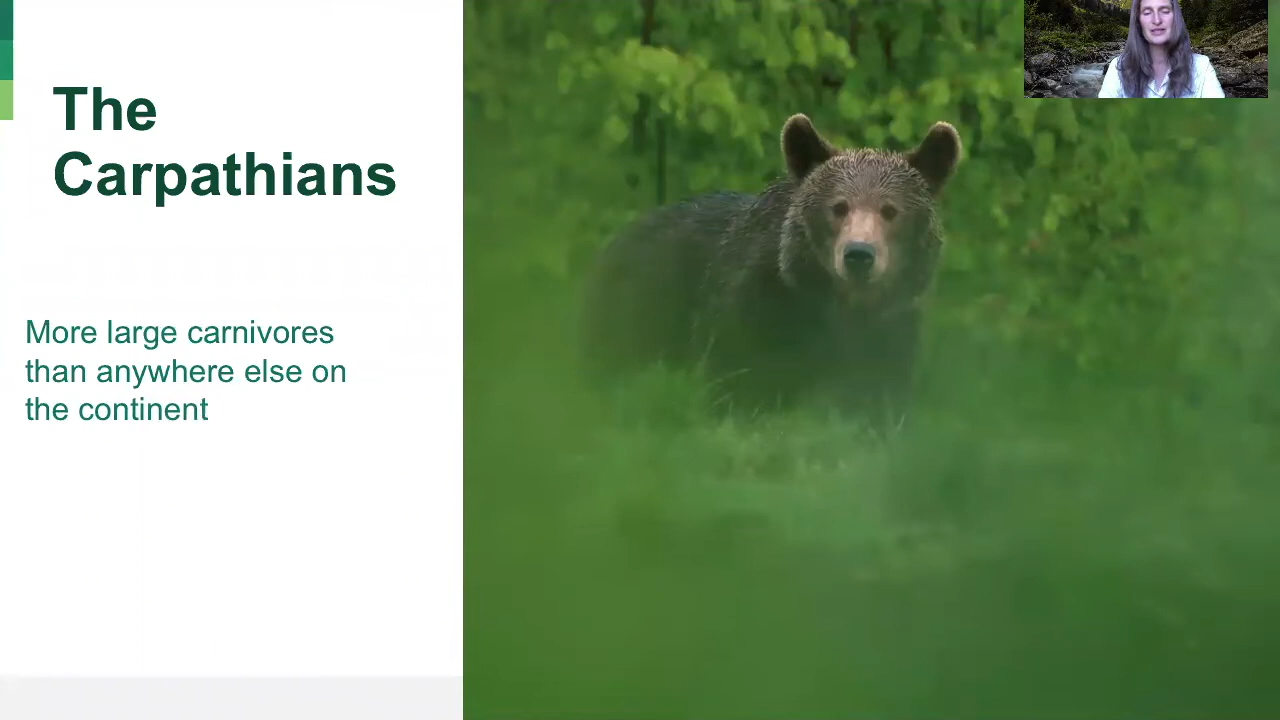 The
Carpathians
More large carnivores
than anywhere else on
the continent